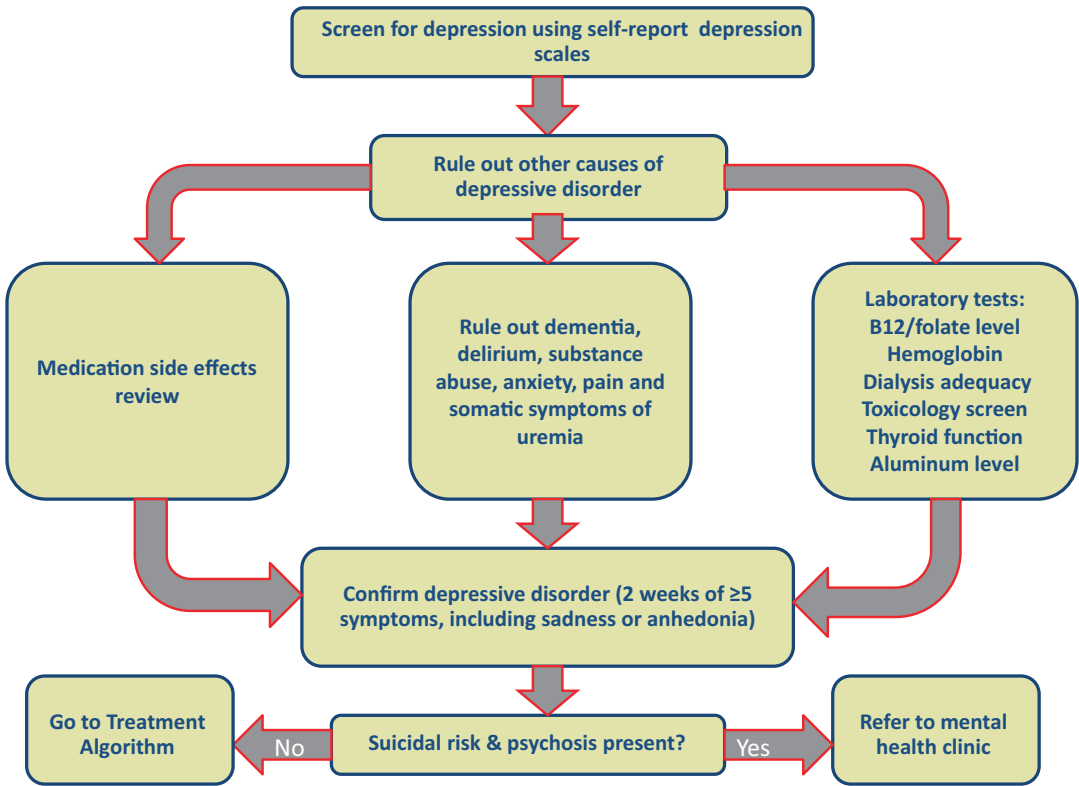 Screen for depression using self-report depression
scales
Rule out other causes of
depressive disorder
Medication side effects
review
Rule out dementia,
delirium, substance
abuse, anxiety, pain and
somatic symptoms of
uremia
Laboratory tests:
B12/folate level
Hemoglobin
Dialysis adequacy
Toxicology screen
Thyroid function
Aluminum level
Confirm depressive disorder (2 weeks of ≥5
symptoms, including sadness or anhedonia)
Go to Treatment
Algorithm
No
Suicidal risk & psychosis present?
Yes
Refer to mental
health clinic